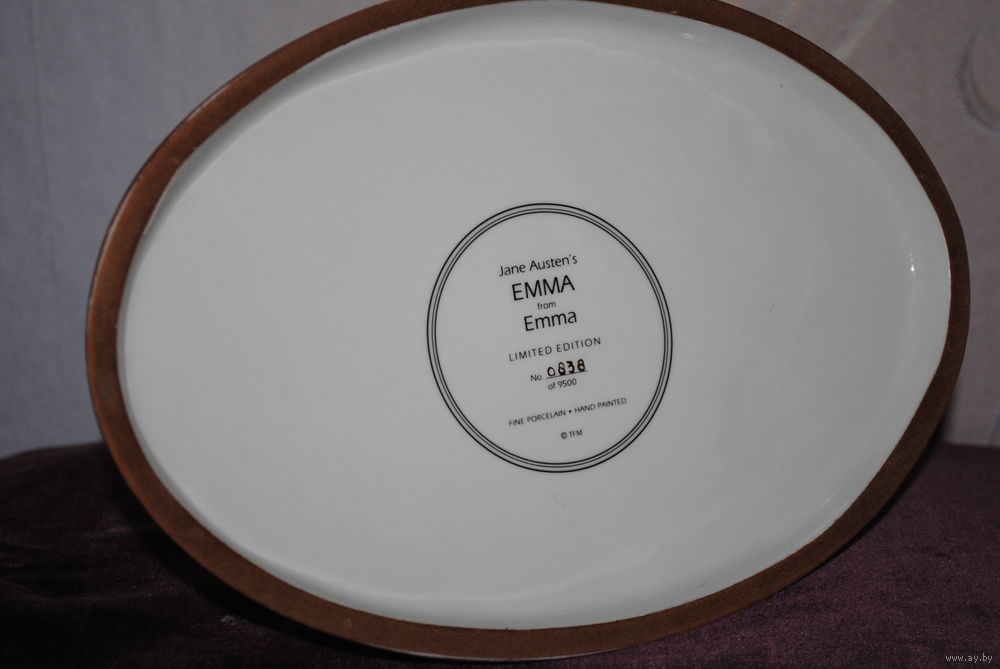 Jane Austen's
EMMA
from
Emma
LIMITED EDITION
No 0838
of 9500
FINE PORCELAIN • HAND PAINTED
© TFM
www.ay.by